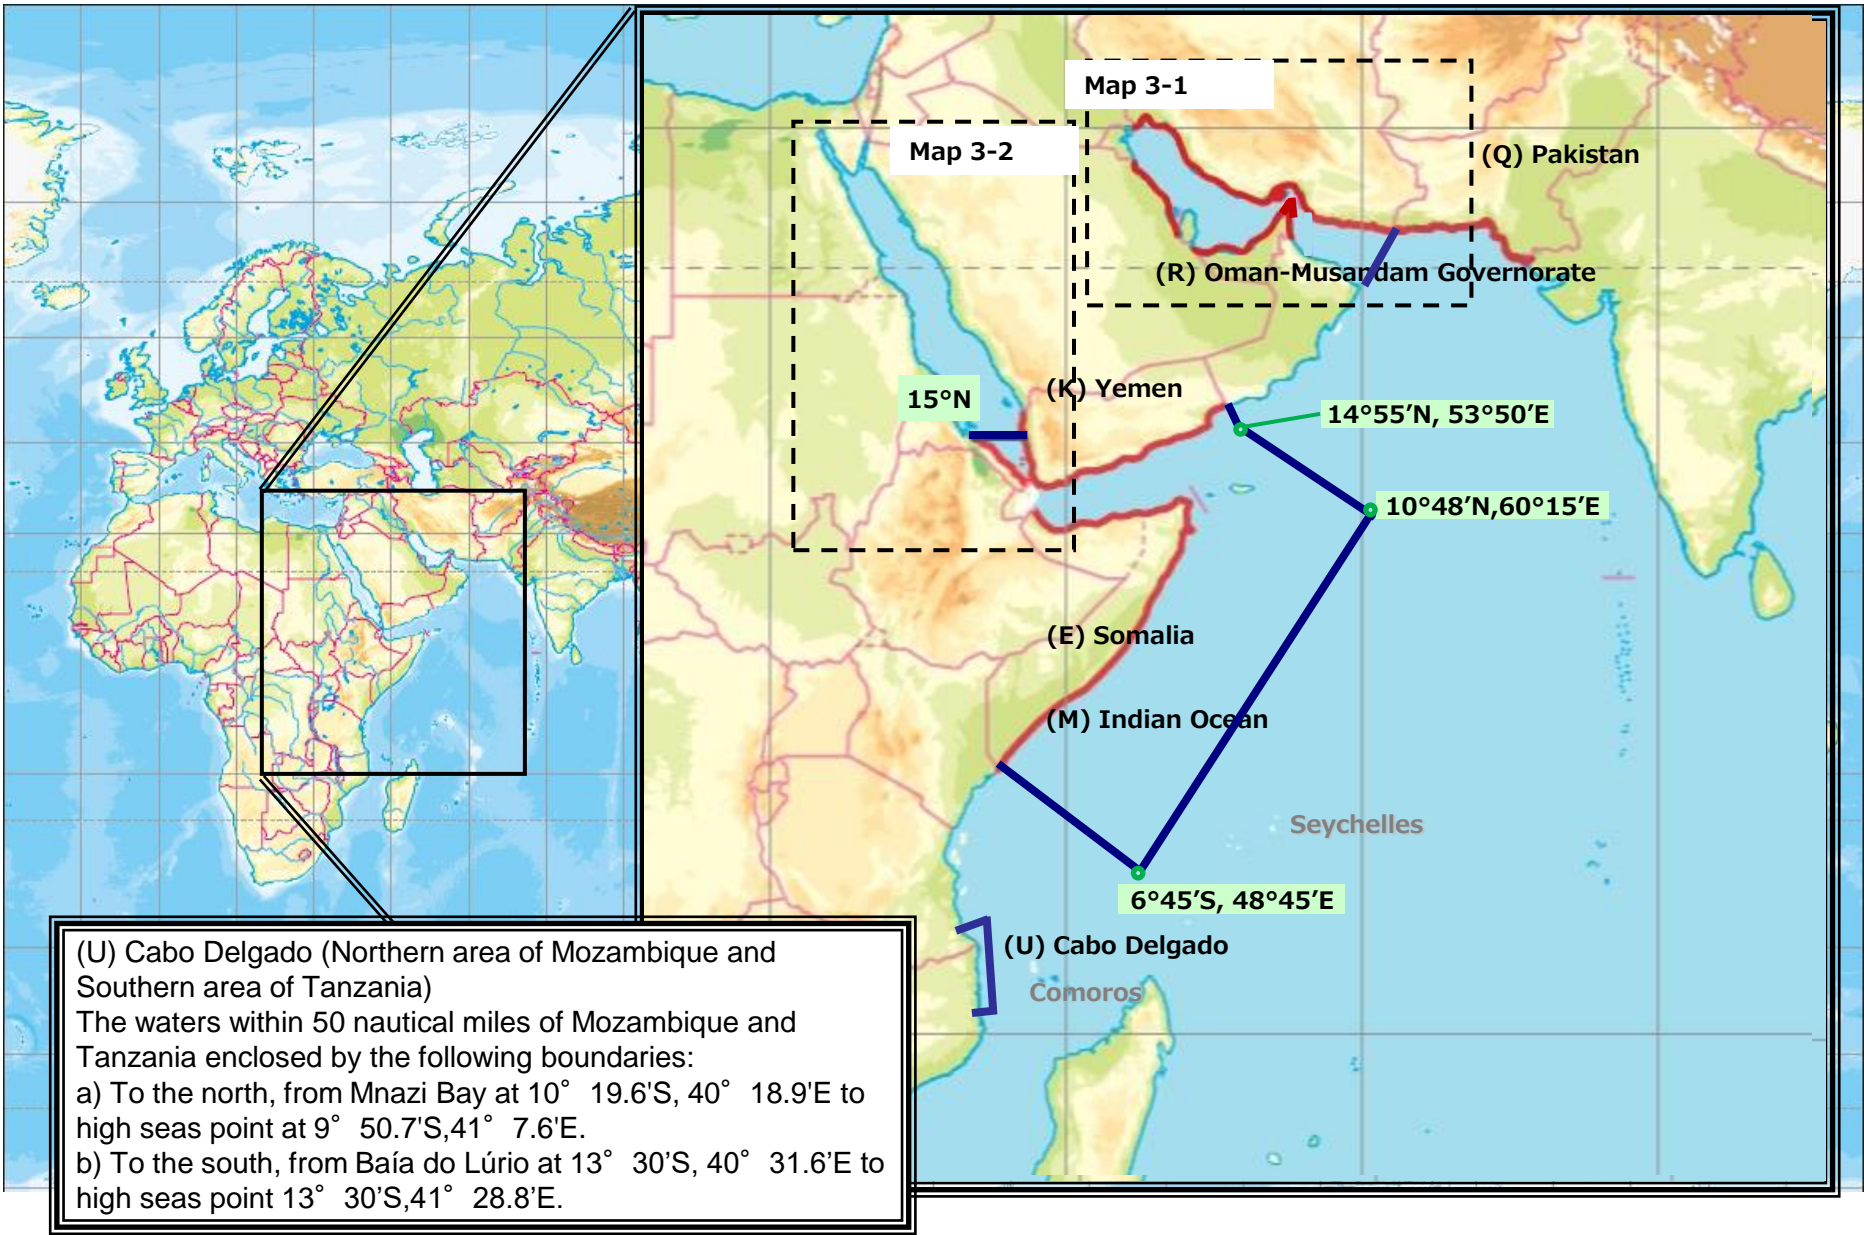 Map 3-1
Map 3-2
(Q) Pakistan
(R) Oman-Musandam Governorate
(K) Yemen
15°N
14°55’N, 53°50’E
10°48’N,60°15’E
(E) Somalia
(M) Indian Ocean
Seychelles
6°45’S, 48°45’E
(U) Cabo Delgado
Comoros
(U) Cabo Delgado (Northern area of Mozambique and
Southern area of Tanzania)
The waters within 50 nautical miles of Mozambique and
Tanzania enclosed by the following boundaries:
a) To the north, from Mnazi Bay at 10° 19.6'S, 40° 18.9'E to
high seas point at 9° 50.7'S,41° 7.6'E.
b) To the south, from Baía do Lúrio at 13° 30’S, 40° 31.6’E to
high seas point 13° 30’S,41° 28.8’E.